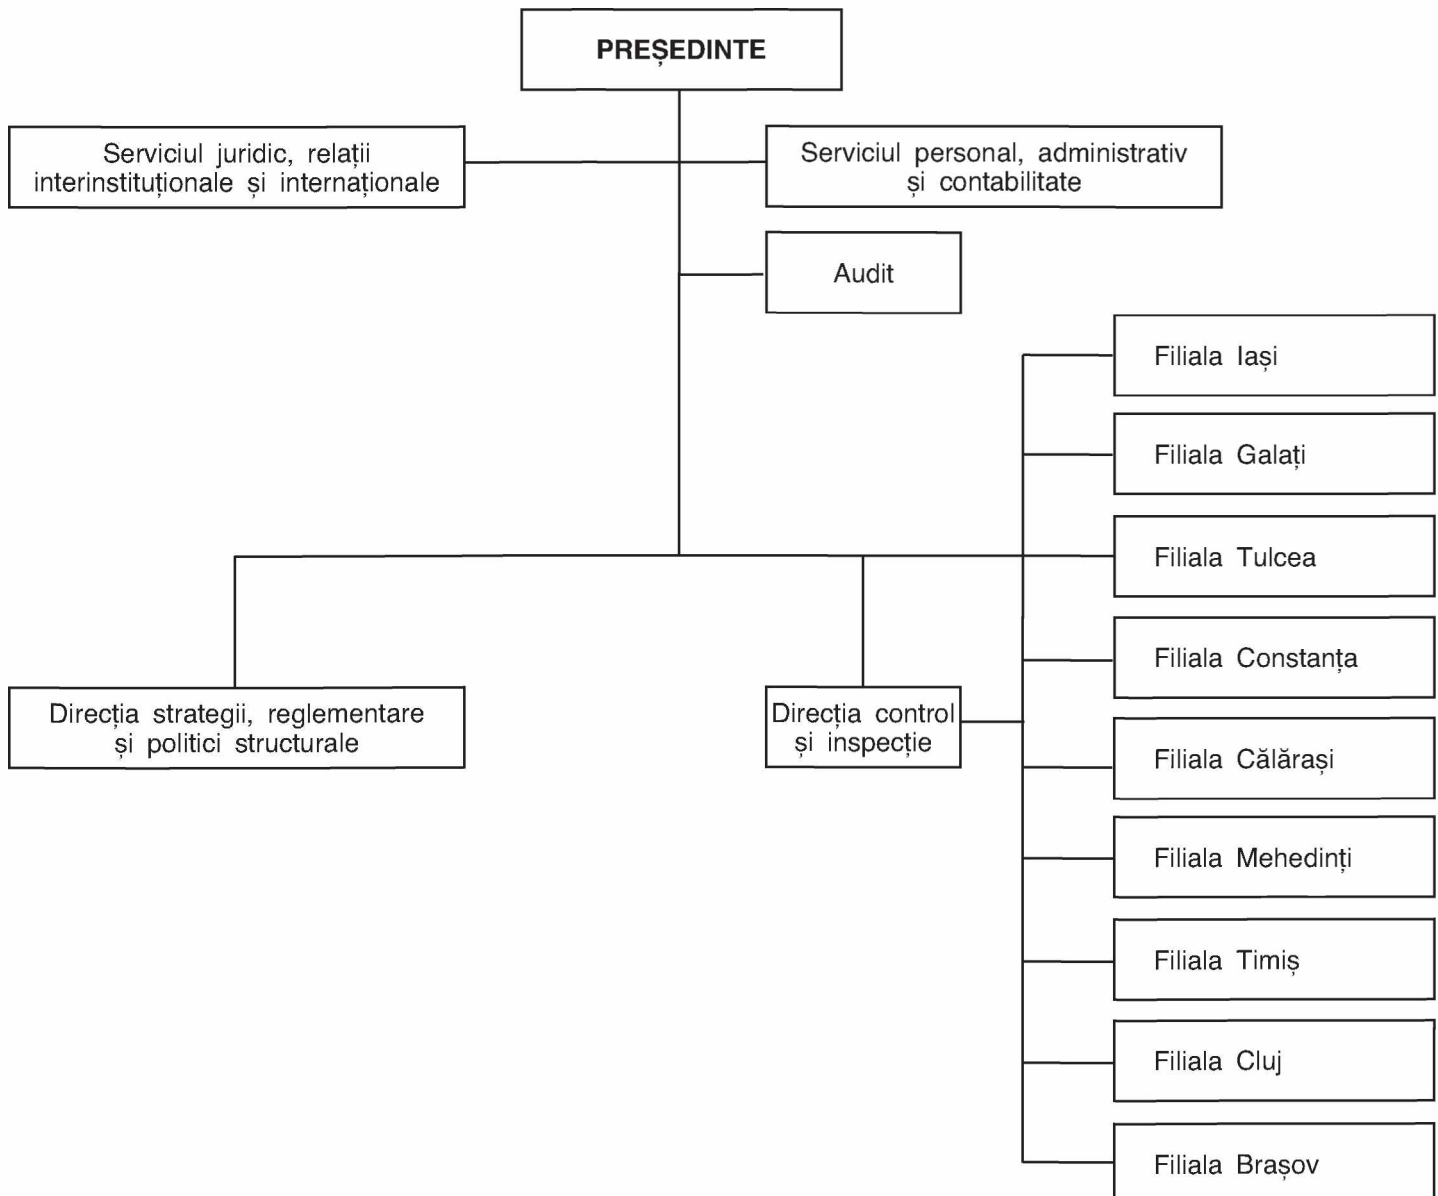 PREȘEDINTE
Serviciul juridic, relații
interinstituționale și internaționale
Serviciul personal, administrativ
și contabilitate
Audit
Filiala Iași
Filiala Galați
Filiala Tulcea
Filiala Constanța
Direcția strategii, reglementare
și politici structurale
Direcția control
și inspecție
Filiala Călărași
Filiala Mehedinți
Filiala Timiș
Filiala Cluj
Filiala Brașov